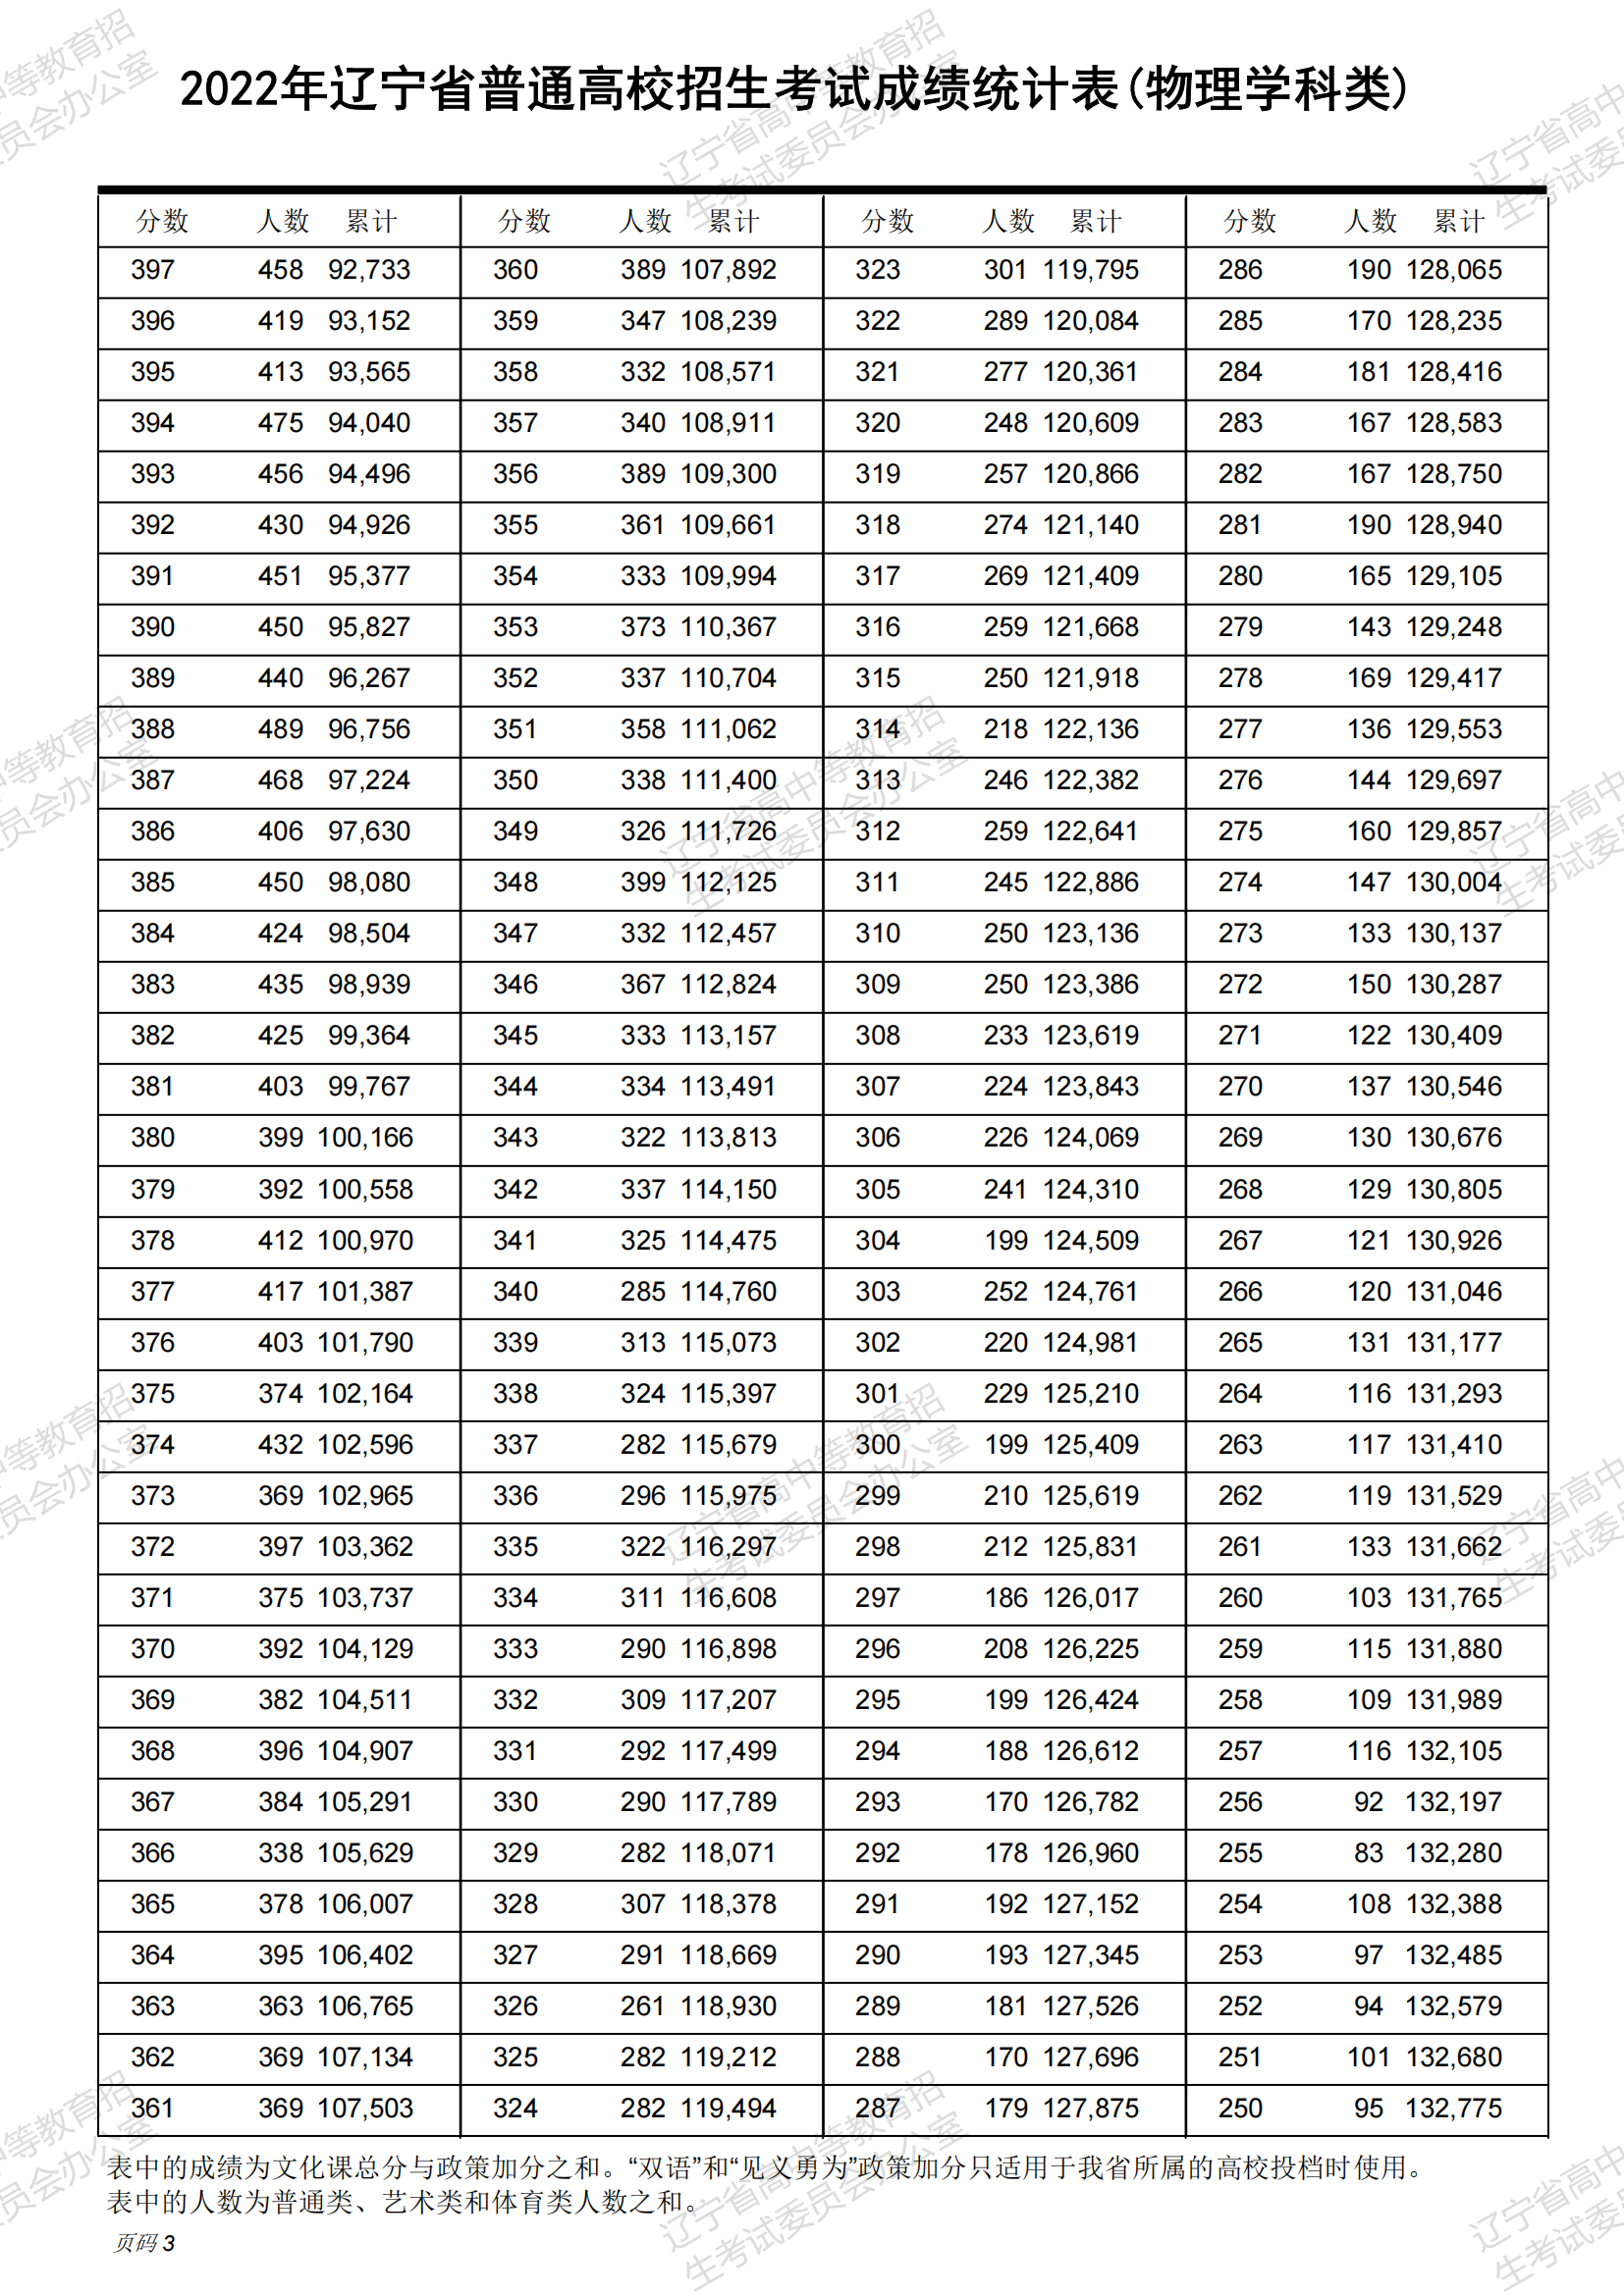 2022年辽宁省普通高校招生考试成绩统计表(物理学科类)
分数 人数 累计 分数 人数 累计 分数 人数 累计 分数 人数 累计
397 458 92,733 360 389 107,892 323 301 119,795 286 190 128,065
396 419 93,152 359 347 108,239 322 289 120,084 285 170 128,235
395 413 93,565 358 332 108,571 321 277 120,361 284 181 128,416
394 475 94,040 357 340 108,911 320 248 120,609 283 167 128,583
393 456 94,496 356 389 109,300 319 257 120,866 282 167 128,750
392 430 94,926 355 361 109,661 318 274 121,140 281 190 128,940
391 451 95,377 354 333 109,994 317 269 121,409 280 165 129,105
390 450 95,827 353 373 110,367 316 259 121,668 279 143 129,248
389 440 96,267 352 337 110,704 315 250 121,918 278 169 129,417
388 489 96,756 351 358 111,062 314 218 122,136 277 136 129,553
387 468 97,224 350 338 111,400 313 246 122,382 276 144 129,697
386 406 97,630 349 326 111,726 312 259 122,641 275 160 129,857
385 450 98,080 348 399 112,125 311 245 122,886 274 147 130,004
384 424 98,504 347 332 112,457 310 250 123,136 273 133 130,137
383 435 98,939 346 367 112,824 309 250 123,386 272 150 130,287
382 425 99,364 345 333 113,157 308 233 123,619 271 122 130,409
381 403 99,767 344 334 113,491 307 224 123,843 270 137 130,546
380 399 100,166 343 322 113,813 306 226 124,069 269 130 130,676
379 392 100,558 342 337 114,150 305 241 124,310 268 129 130,805
378 412 100,970 341 325 114,475 304 199 124,509 267 121 130,926
377 417 101,387 340 285 114,760 303 252 124,761 266 120 131,046
376 403 101,790 339 313 115,073 302 220 124,981 265 131 131,177
375 374 102,164 338 324 115,397 301 229 125,210 264 116 131,293
374 432 102,596 337 282 115,679 300 199 125,409 263 117 131,410
373 369 102,965 336 296 115,975 299 210 125,619 262 119 131,529
372 397 103,362 335 322 116,297 298 212 125,831 261 133 131,662
371 375 103,737 334 311 116,608 297 186 126,017 260 103 131,765
370 392 104,129 333 290 116,898 296 208 126,225 259 115 131,880
369 382 104,511 332 309 117,207 295 199 126,424 258 109 131,989
368 396 104,907 331 292 117,499 294 188 126,612 257 116 132,105
367 384 105,291 330 290 117,789 293 170 126,782 256 92 132,197
366 338 105,629 329 282 118,071 292 178 126,960 255 83 132,280
365 378 106,007 328 307 118,378 291 192 127,152 254 108 132,388
364 395 106,402 327 291 118,669 290 193 127,345 253 97 132,485
363 363 106,765 326 261 118,930 289 181 127,526 252 94 132,579
362 369 107,134 325 282 119,212 288 170 127,696 251 101 132,680
361 369 107,503 324 282 119,494 287 179 127,875 250 95 132,775
表中的成绩为文化课总分与政策加分之和。“双语”和“见义勇为”政策加分只适用于我省所属的高校投档时使用。
表中的人数为普通类、艺术类和体育类人数之和。
页码 3
辽宁省高中等教育招
生考试委员会办公室